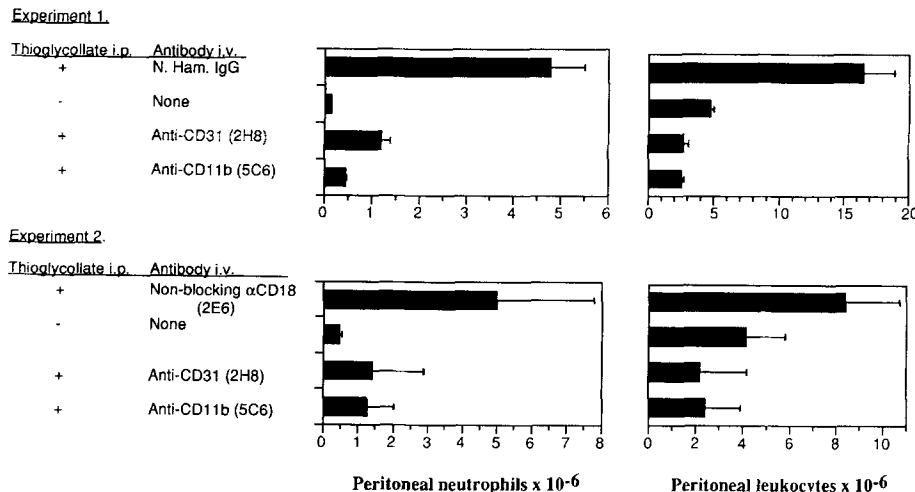 Experiment 1.
Thioglycollate i.p. Antibody i.v.
+ N. Ham. IgG
- None
+ Anti-CD31 (2H8)
+ Anti-CD11b (5C6)
0 1 2 3 4 5 6
0 5 10 15 20
Experiment 2.
Thioglycollate i.p. Antibody i.v.
+ Non-blocking αCD18
(2E6)
- None
+ Anti-CD31 (2H8)
+ Anti-CD11b (5C6)
0 1 2 3 4 5 6 7 8
0 2 4 6 8 10
Peritoneal neutrophils x 10-6
Peritoneal leukocytes x 10-6